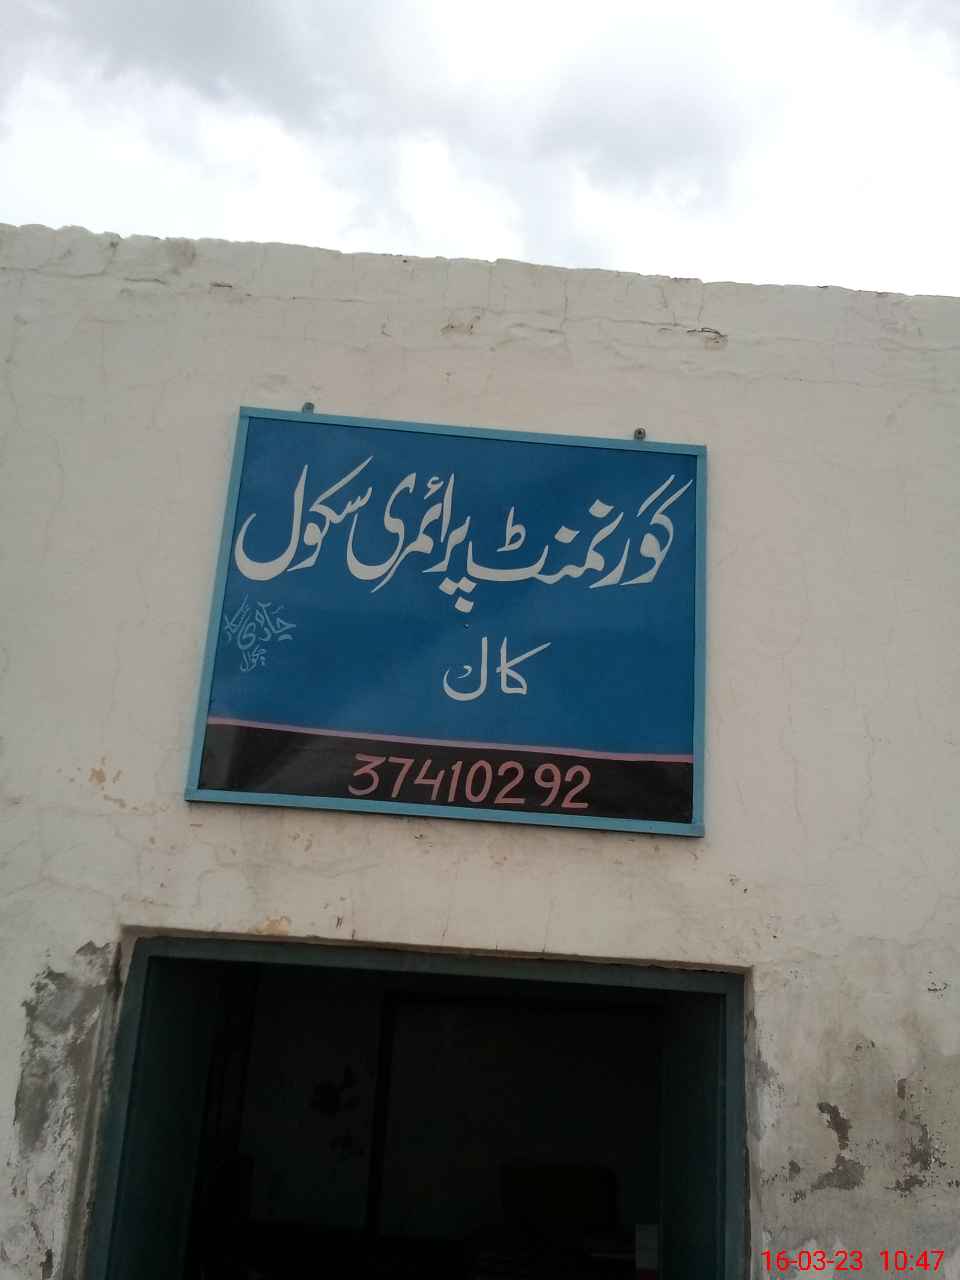 گورنمنٹ پرائمری سکول
کال
37410292
16-03-23 10:47